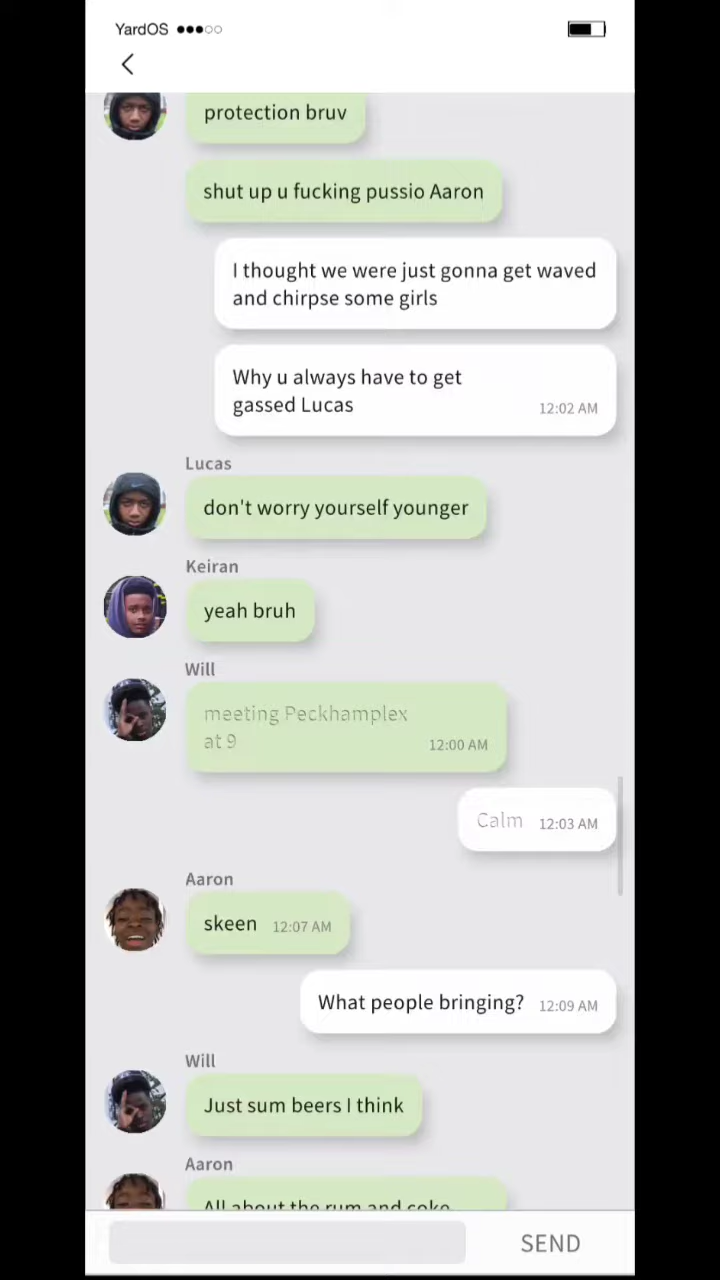 YardOS
protection bruv
shut up u fucking pussio Aaron
I thought we were just gonna get waved
and chirpse some girls
Why u always have to get
gassed Lucas
12:02 AM
Lucas
don't worry yourself younger
Keiran
yeah bruh
Will
meeting Peckhamplex
at 9
12:00 AM
Calm 12:03 AM
Aaron
skeen 12:07 AM
What people bringing? 12:09 AM
Will
Just sum beers I think
Aaron
All about the rum and coke
SEND